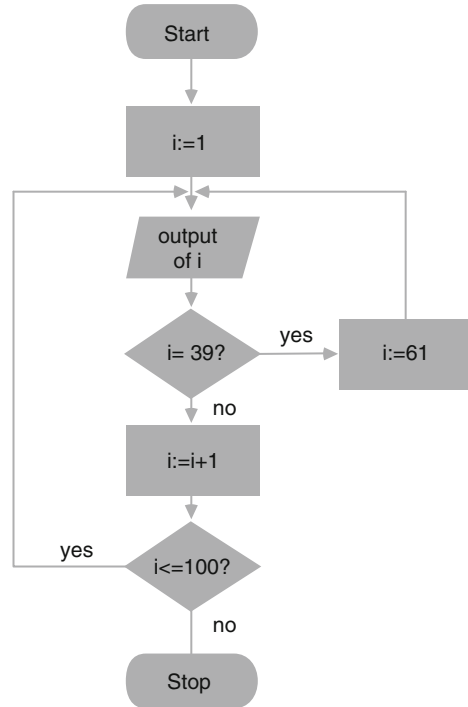 Start
i:=1
output
of i
i= 39?
yes
i:=61
no
i:=i+1
yes
i<=100?
no
Stop